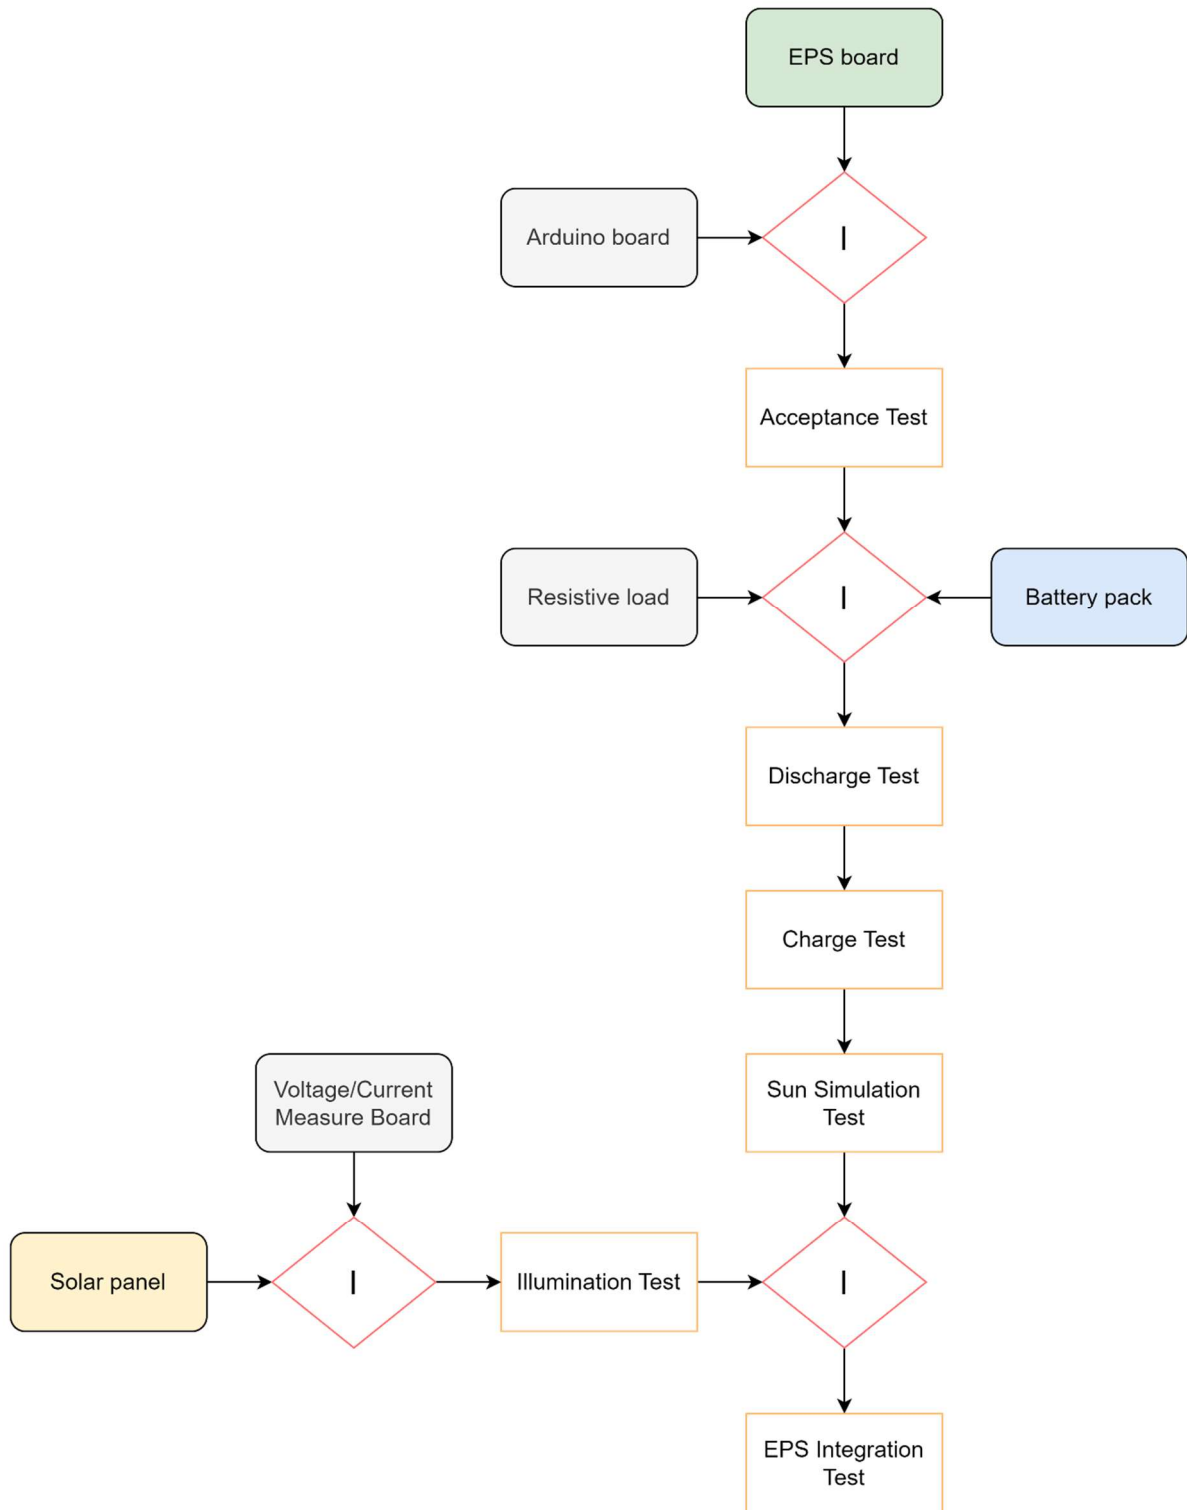 EPS board
Arduino board
I
Acceptance Test
Resistive load
I
Battery pack
Discharge Test
Charge Test
Voltage/Current
Measure Board
Sun Simulation
Test
Solar panel
I
Illumination Test
I
EPS Integration
Test